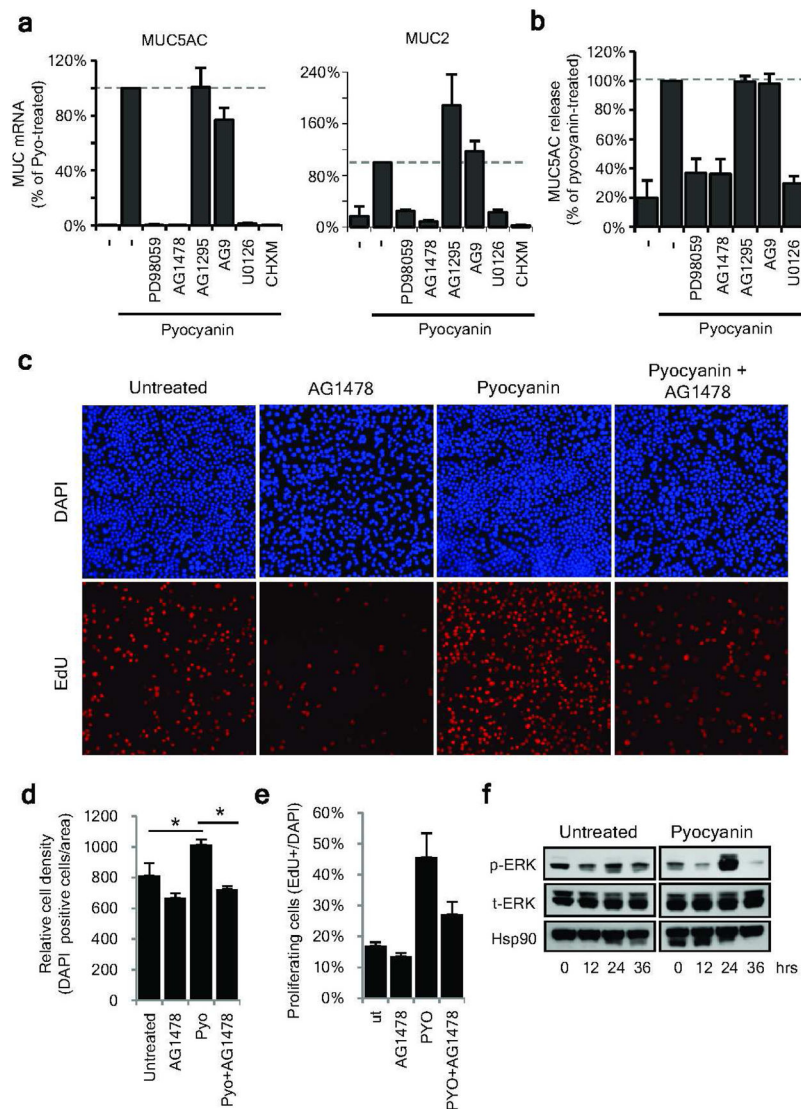 a
MUC5AC
MUC mRNA
(% of Pyo-treated)
120%
80%
40%
0%
-
-
PD98059
AG1478
AG1295
AG9
U0126
CHXM
Pyocyanin
MUC2
240%
160%
80%
0%
-
-
PD98059
AG1478
AG1295
AG9
U0126
CHXM
Pyocyanin
b
MUC5AC release
(% of pyocyanin-treated)
120%
100%
80%
60%
40%
20%
0%
-
-
PD98059
AG1478
AG1295
AG9
U0126
Pyocyanin
c
Untreated
AG1478
Pyocyanin
Pyocyanin +
AG1478
DAPI
EdU
d
Relative cell density
(DAPI positive cells/area)
1200
1000
800
600
400
200
0
*
*
Untreated
AG1478
Pyo
Pyo+AG1478
e
Proliferating cells (EdU+/DAPI)
60%
50%
40%
30%
20%
10%
0%
ut
AG1478
PYO
PYO+AG1478
f
Untreated
Pyocyanin
p-ERK
t-ERK
Hsp90
0 12 24 36 0 12 24 36 hrs